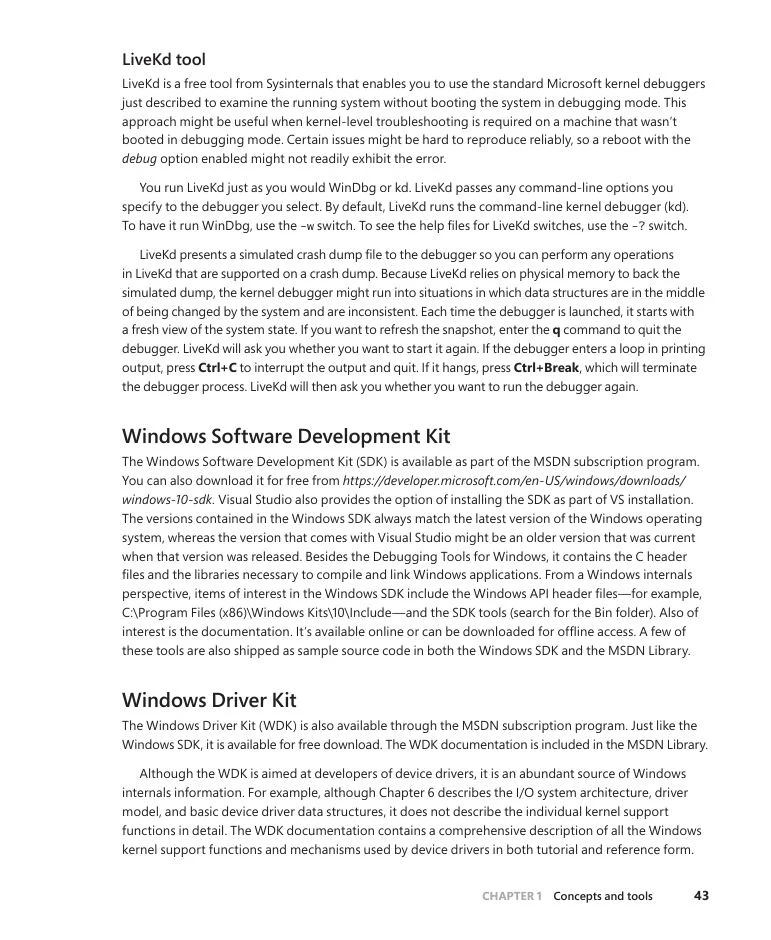 LiveKd tool
LiveKd is a free tool from Sysinternals that enables you to use the standard Microsoft kernel debuggers
just described to examine the running system without booting the system in debugging mode. This
approach might be useful when kernel-level troubleshooting is required on a machine that wasn’t
booted in debugging mode. Certain issues might be hard to reproduce reliably, so a reboot with the
debug option enabled might not readily exhibit the error.
You run LiveKd just as you would WinDbg or kd. LiveKd passes any command-line options you
specify to the debugger you select. By default, LiveKd runs the command-line kernel debugger (kd).
To have it run WinDbg, use the -w switch. To see the help files for LiveKd switches, use the -? switch.
LiveKd presents a simulated crash dump file to the debugger so you can perform any operations
in LiveKd that are supported on a crash dump. Because LiveKd relies on physical memory to back the
simulated dump, the kernel debugger might run into situations in which data structures are in the middle
of being changed by the system and are inconsistent. Each time the debugger is launched, it starts with
a fresh view of the system state. If you want to refresh the snapshot, enter the q command to quit the
debugger. LiveKd will ask you whether you want to start it again. If the debugger enters a loop in printing
output, press Ctrl+C to interrupt the output and quit. If it hangs, press Ctrl+Break, which will terminate
the debugger process. LiveKd will then ask you whether you want to run the debugger again.
Windows Software Development Kit
The Windows Software Development Kit (SDK) is available as part of the MSDN subscription program.
You can also download it for free from https://developer.microsoft.com/en-US/windows/downloads/
windows-10-sdk. Visual Studio also provides the option of installing the SDK as part of VS installation.
The versions contained in the Windows SDK always match the latest version of the Windows operating
system, whereas the version that comes with Visual Studio might be an older version that was current
when that version was released. Besides the Debugging Tools for Windows, it contains the C header
files and the libraries necessary to compile and link Windows applications. From a Windows internals
perspective, items of interest in the Windows SDK include the Windows API header files—for example,
C:\Program Files (x86)\Windows Kits\10\Include—and the SDK tools (search for the Bin folder). Also of
interest is the documentation. It’s available online or can be downloaded for offline access. A few of
these tools are also shipped as sample source code in both the Windows SDK and the MSDN Library.
Windows Driver Kit
The Windows Driver Kit (WDK) is also available through the MSDN subscription program. Just like the
Windows SDK, it is available for free download. The WDK documentation is included in the MSDN Library.
Although the WDK is aimed at developers of device drivers, it is an abundant source of Windows
internals information. For example, although Chapter 6 describes the I/O system architecture, driver
model, and basic device driver data structures, it does not describe the individual kernel support
functions in detail. The WDK documentation contains a comprehensive description of all the Windows
kernel support functions and mechanisms used by device drivers in both tutorial and reference form.
CHAPTER 1 Concepts and tools 43